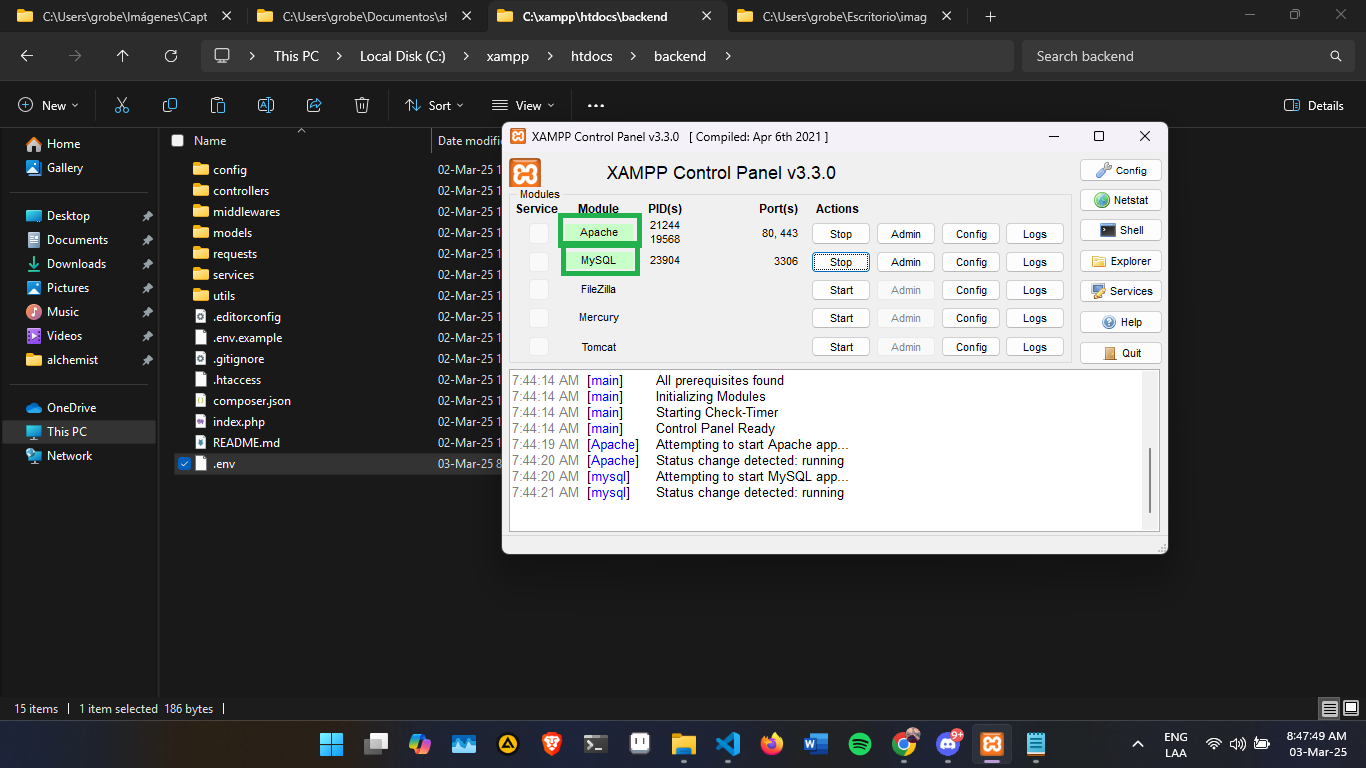 C:\Users\grobe\Imágenes\Capt
C:\Users\grobe\Documentos\sl
C:\xampp\htdocs\backend
C:\Users\grobe\Escritorio\imag
This PC
Local Disk (C:)
xampp
htdocs
backend
Search backend
New
Sort
View
Details
Home
Gallery
Desktop
Documents
Downloads
Pictures
Music
Videos
alchemist
OneDrive
This PC
Network
Name Date modifi
config 02-Mar-25 1
controllers 02-Mar-25 1
middlewares 02-Mar-25 1
models 02-Mar-25 1
requests 02-Mar-25 1
services 02-Mar-25 1
utils 02-Mar-25 1
.editorconfig 02-Mar-25 1
.env.example 02-Mar-25 1
.gitignore 02-Mar-25 1
.htaccess 02-Mar-25 1
composer.json 02-Mar-25 1
index.php 02-Mar-25 1
README.md 02-Mar-25 1
.env 03-Mar-25 8
XAMPP Control Panel v3.3.0 [ Compiled: Apr 6th 2021 ]
XAMPP Control Panel v3.3.0
Modules
Service Module PID(s) Port(s) Actions
Apache 21244 19568 80, 443 Stop Admin Config Logs
MySQL 23904 3306 Stop Admin Config Logs
FileZilla Start Admin Config Logs
Mercury Start Admin Config Logs
Tomcat Start Admin Config Logs
Config
Netstat
Shell
Explorer
Services
Help
Quit
7:44:14 AM [main] All prerequisites found
7:44:14 AM [main] Initializing Modules
7:44:14 AM [main] Starting Check-Timer
7:44:14 AM [main] Control Panel Ready
7:44:19 AM [Apache] Attempting to start Apache app...
7:44:20 AM [Apache] Status change detected: running
7:44:20 AM [mysql] Attempting to start MySQL app...
7:44:21 AM [mysql] Status change detected: running
15 items 1 item selected 186 bytes
9+
ENG
LAA
8:47:49 AM
03-Mar-25